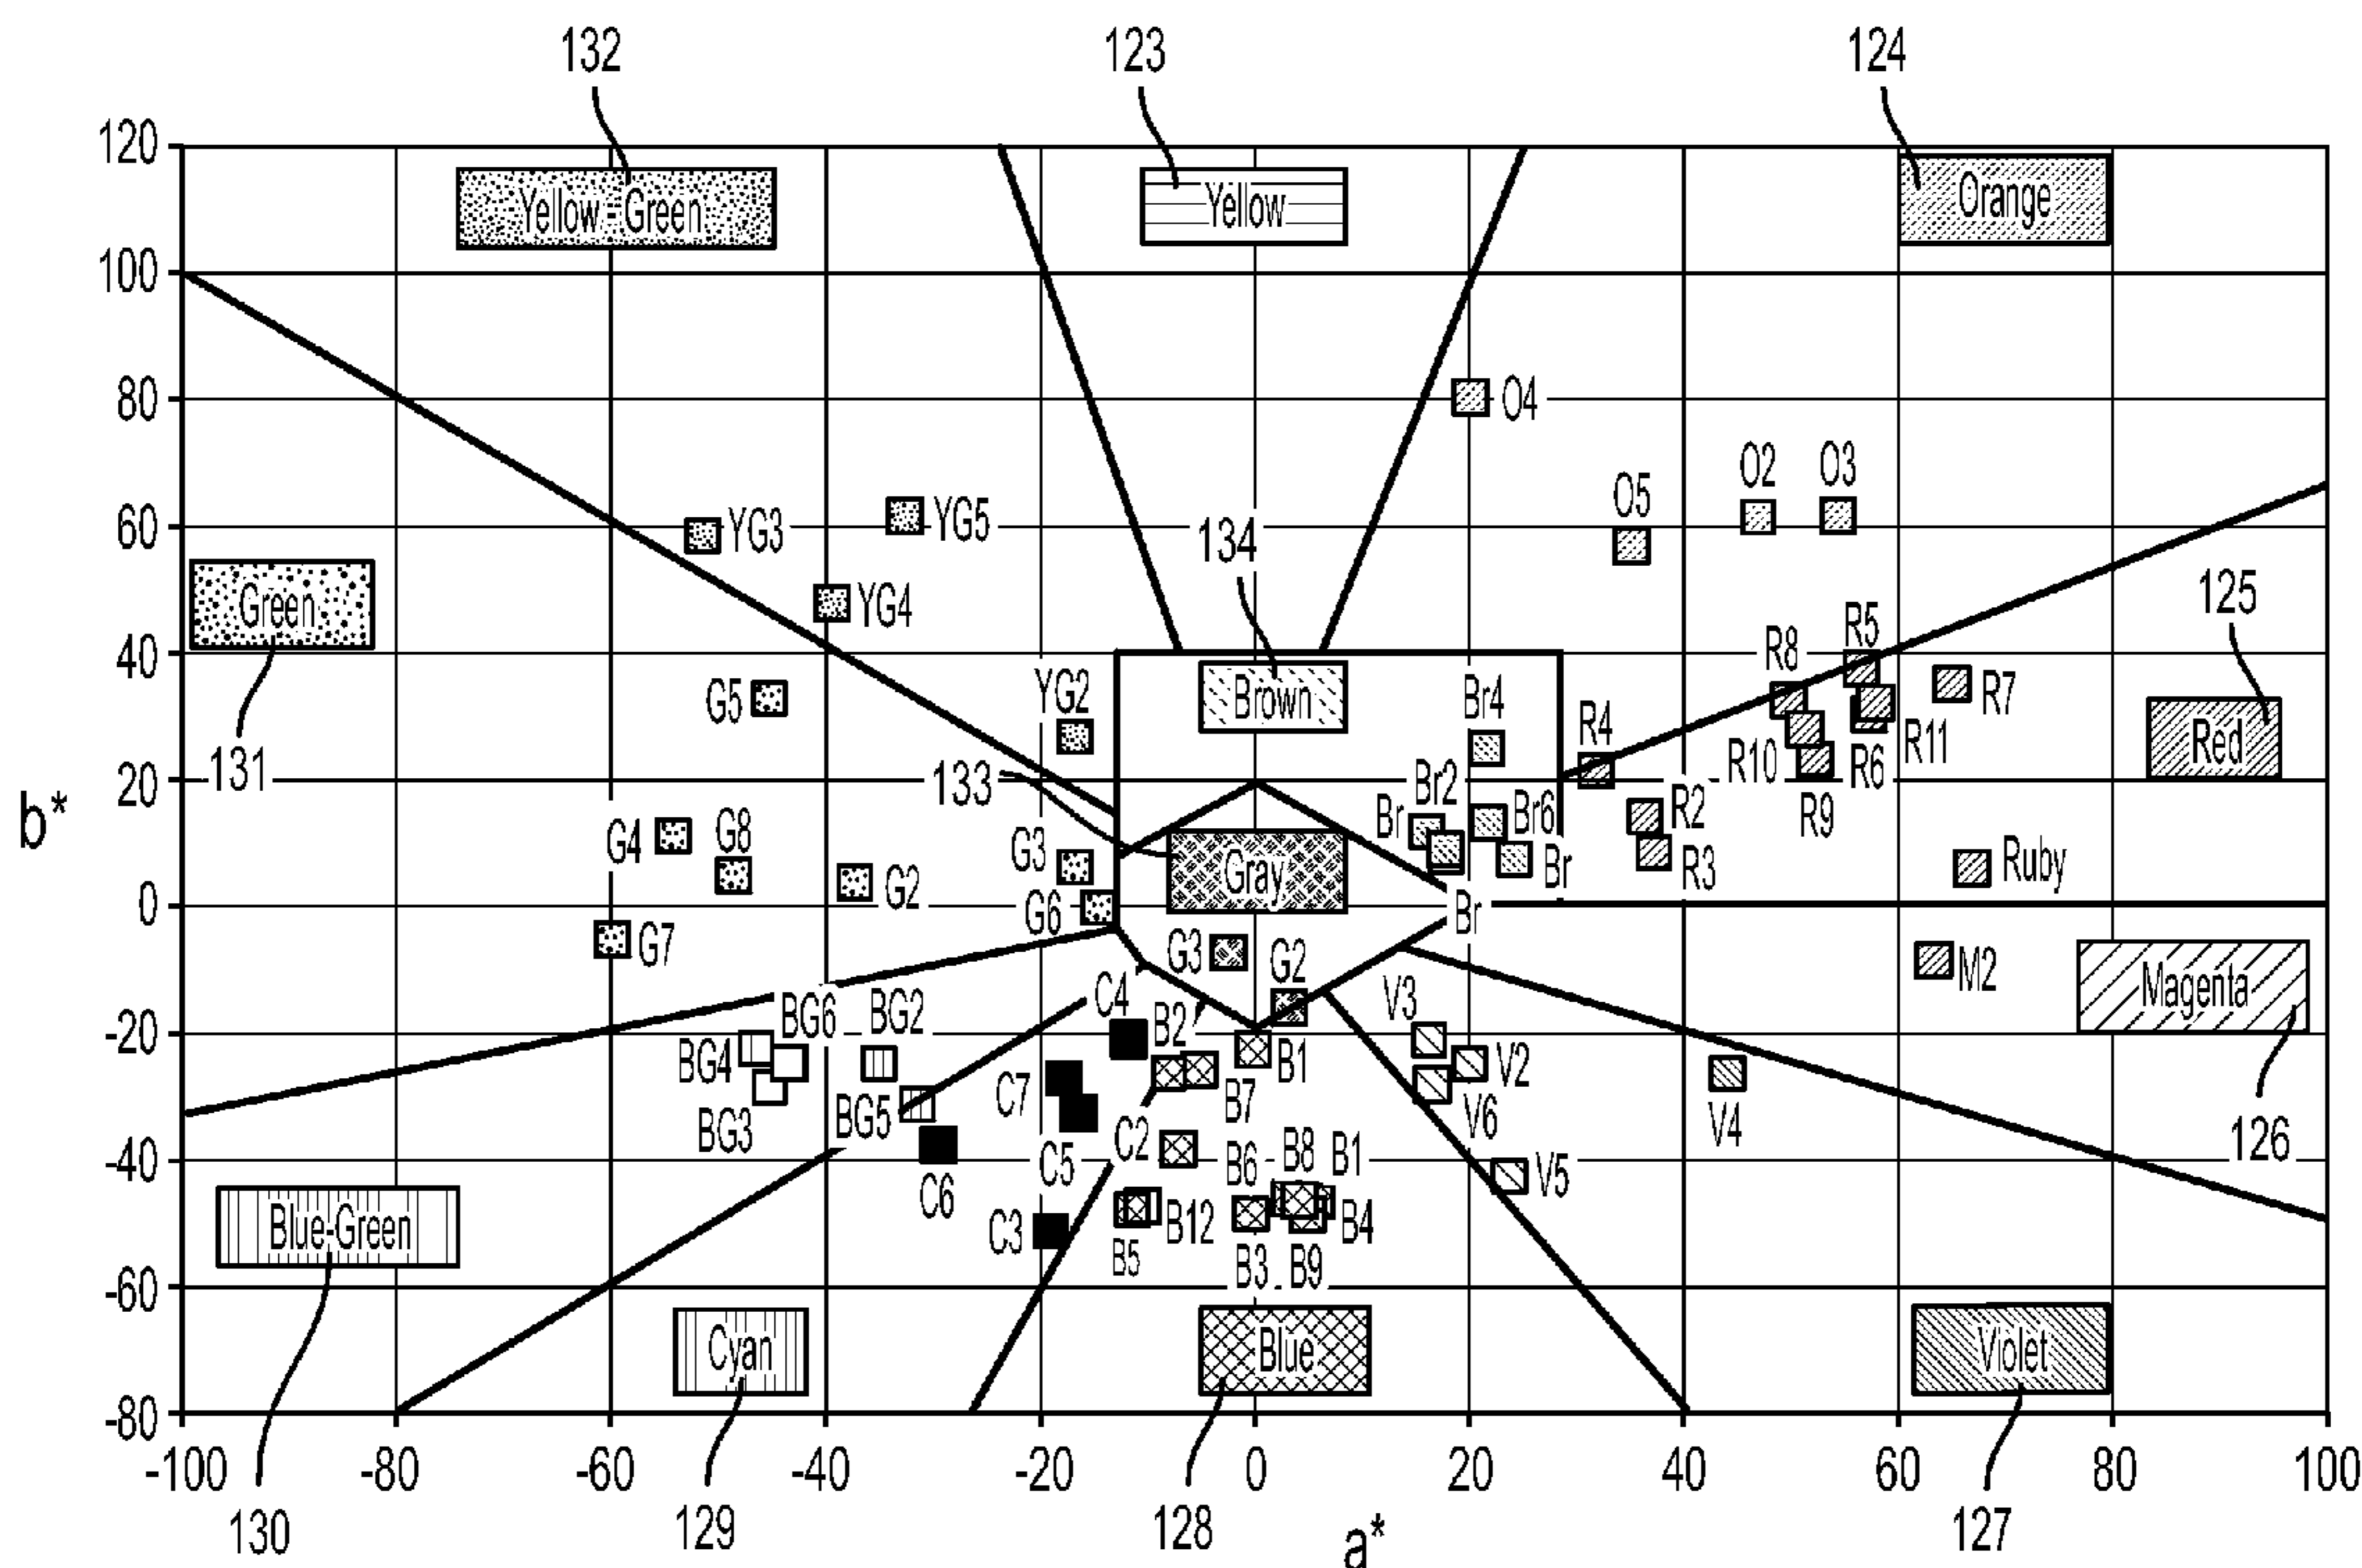 132 123 124
120
Yellow-Green Yellow Orange
100
80
O4
O2 O3
O5
60
YG3 YG5
134
Green
YG4
125
R5
R8
40
YG2
G5
Brown
Br4
R4
R7
R11
Red
131
133
R10 R6
20
b*
Br2
Br Br6
R2
R9
G4 G8
G3
Gray
Br
R3
Ruby
G2
G6
0
Br
G7
G3 G2
M2
Magenta
C4
V3
BG6 BG2
B2
-20
BG4
B1
V2
C7
B7
V6
BG3
BG5
C2
V4
126
C5
B6 B8 B1
-40
V5
C6
Blue-Green
C3
B12
B4
B5
B3 B9
-60
Cyan Blue Violet
-80
-100 -80 -60 -40 -20 0 20 40 60 80 100
130 129 128 127
a*